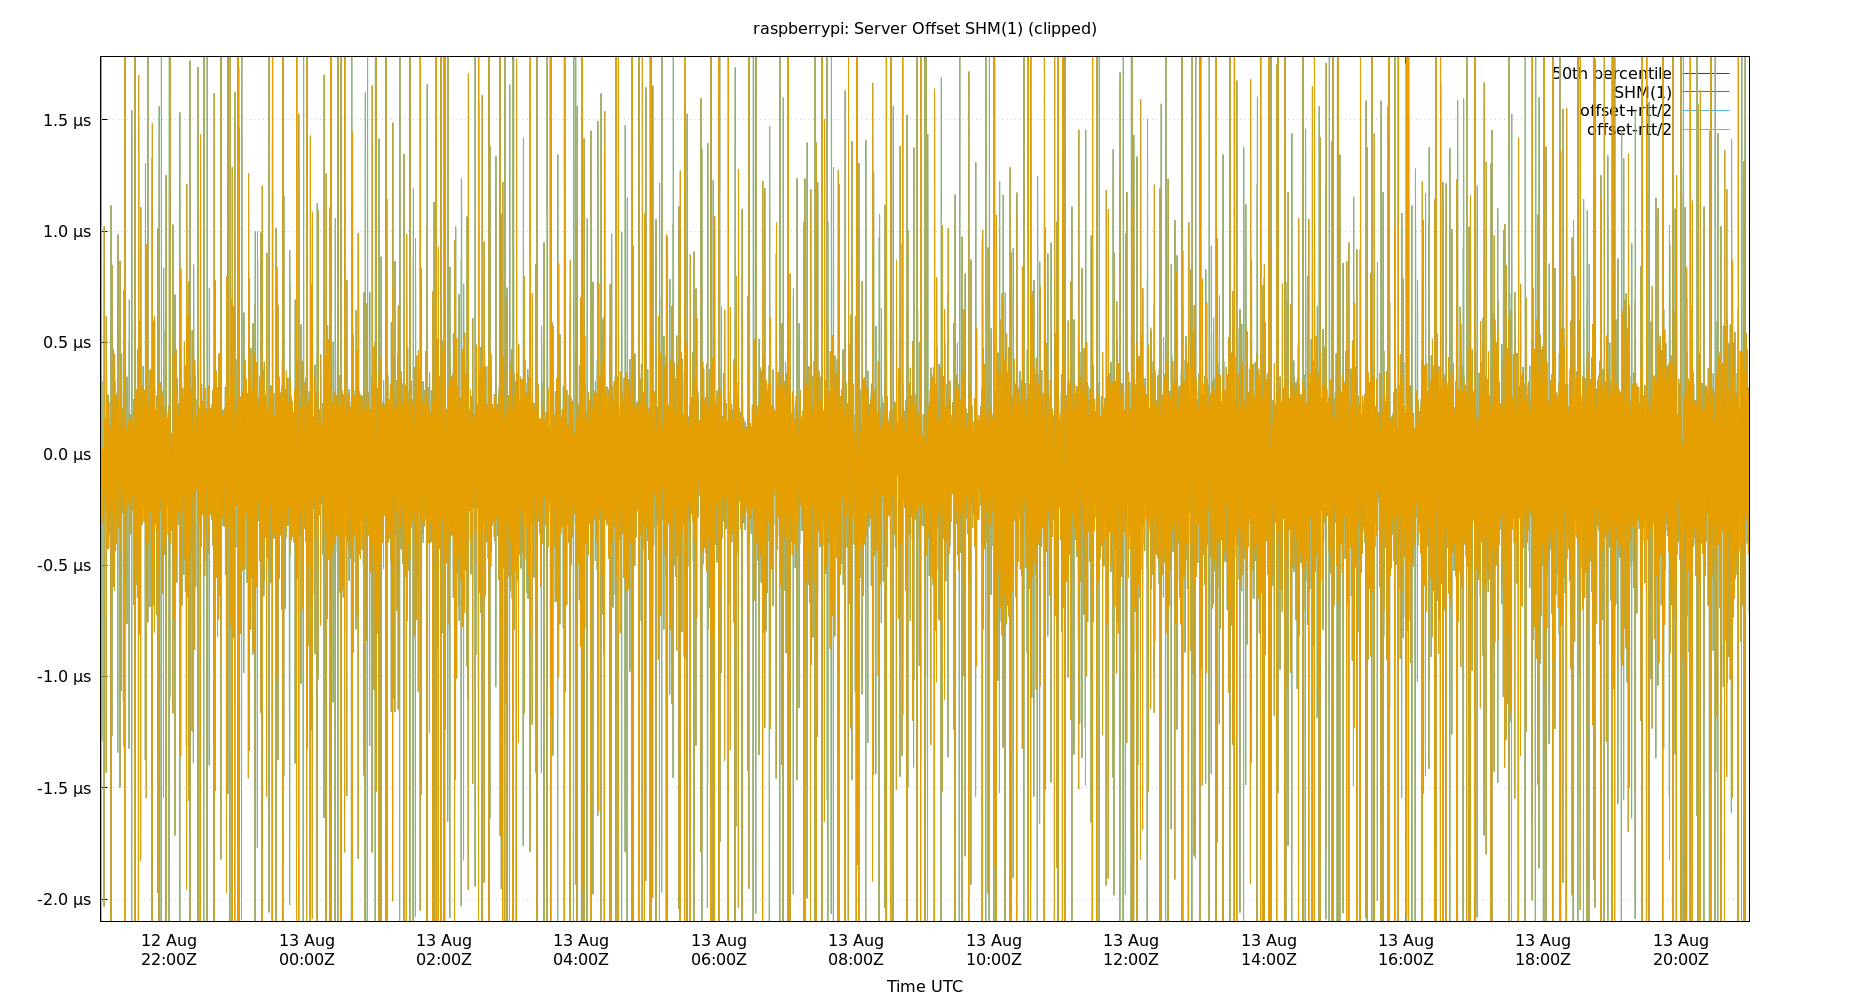 raspberrypi: Server Offset SHM(1) (clipped)
50th percentile
SHM(1)
offset+rtt/2
offset-rtt/2
1.5 µs
1.0 µs
0.5 µs
0.0 µs
-0.5 µs
-1.0 µs
-1.5 µs
-2.0 µs
12 Aug 13 Aug 13 Aug 13 Aug 13 Aug 13 Aug 13 Aug 13 Aug 13 Aug 13 Aug 13 Aug 13 Aug
22:00Z 00:00Z 02:00Z 04:00Z 06:00Z 08:00Z 10:00Z 12:00Z 14:00Z 16:00Z 18:00Z 20:00Z
Time UTC